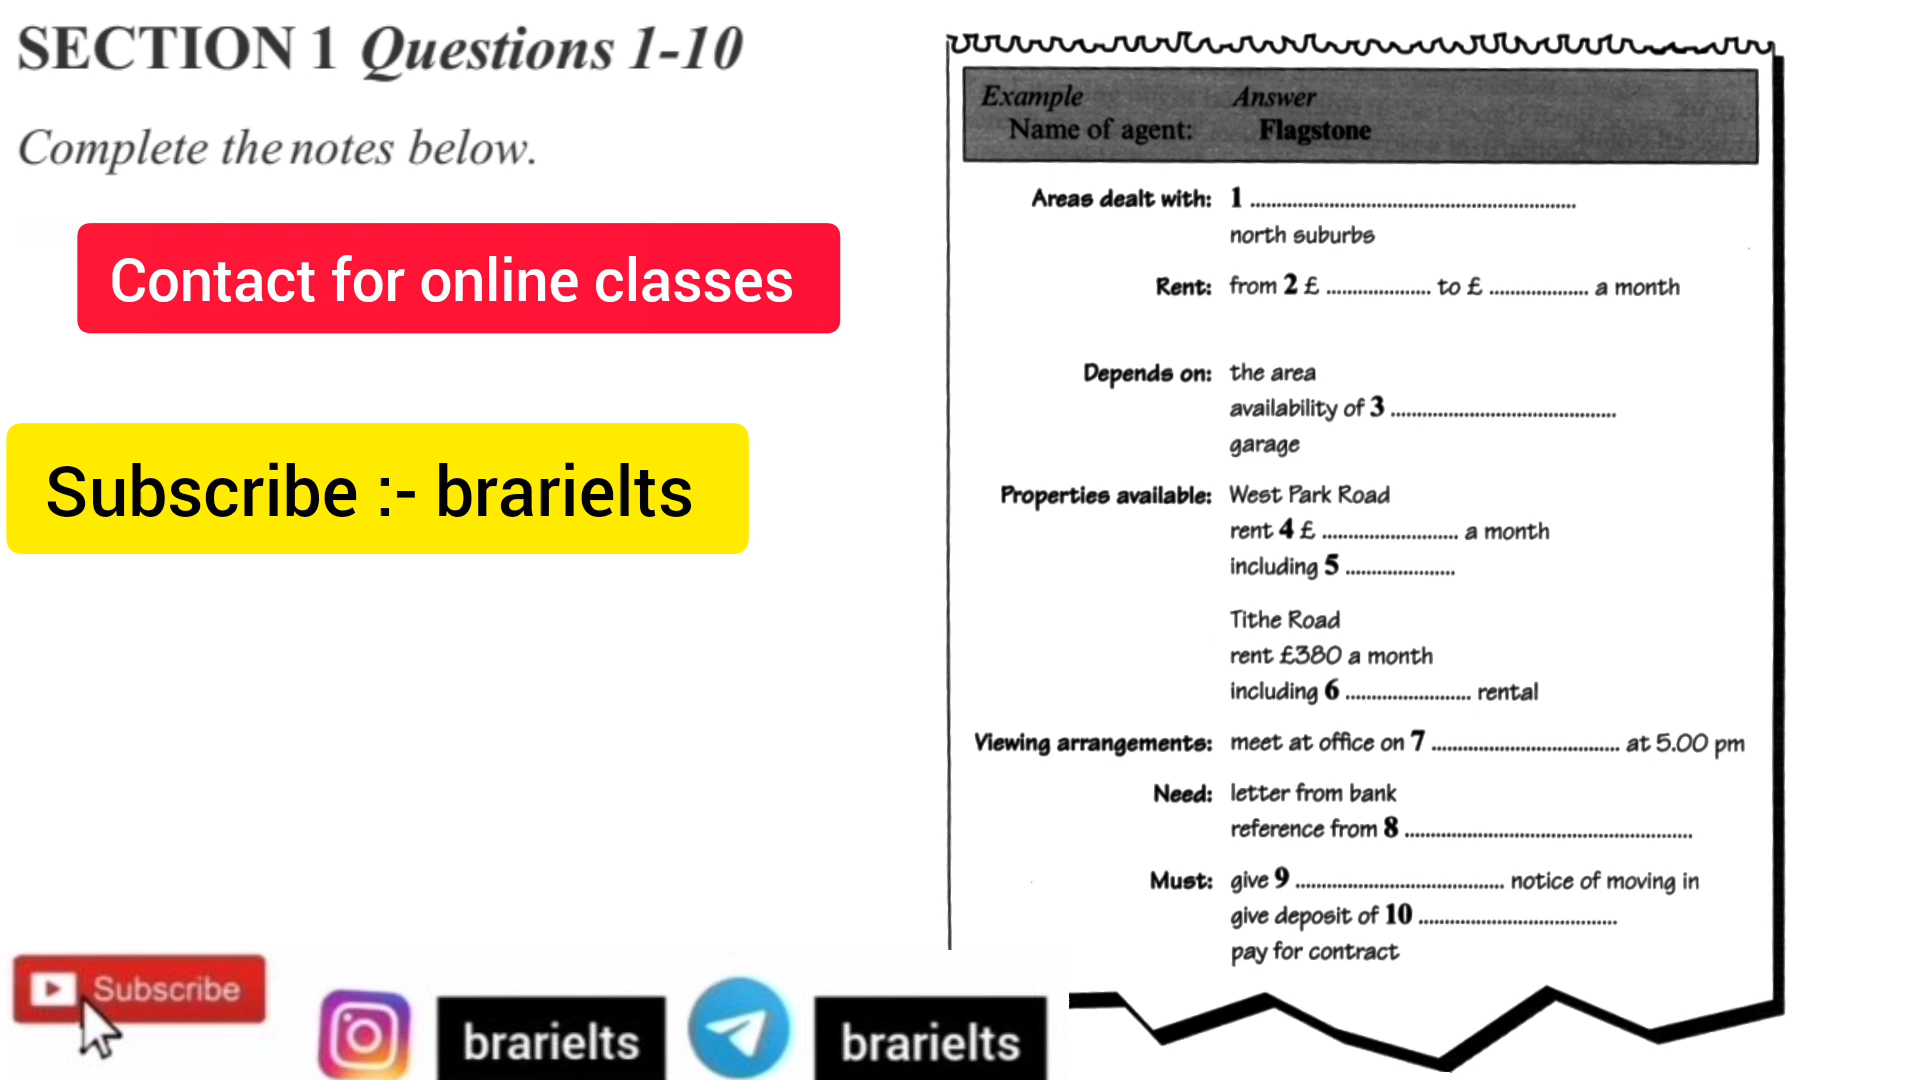 SECTION 1 Questions 1-10
Complete the notes below.
Contact for online classes
Subscribe :- brarielts
Example Answer
Name of agent: Flagstone
Areas dealt with: 1 ....................
north suburbs
Rent: from 2 £ .................... to £ .................... a month
Depends on: the area
availability of 3 ....................
garage
Properties available: West Park Road
rent 4 £ .................... a month
including 5 ....................
Tithe Road
rent £380 a month
including 6 .................... rental
Viewing arrangements: meet at office on 7 .................... at 5.00 pm
Need: letter from bank
reference from 8 ....................
Must: give 9 .................... notice of moving in
give deposit of 10 ....................
pay for contract
Subscribe
brarielts
brarielts